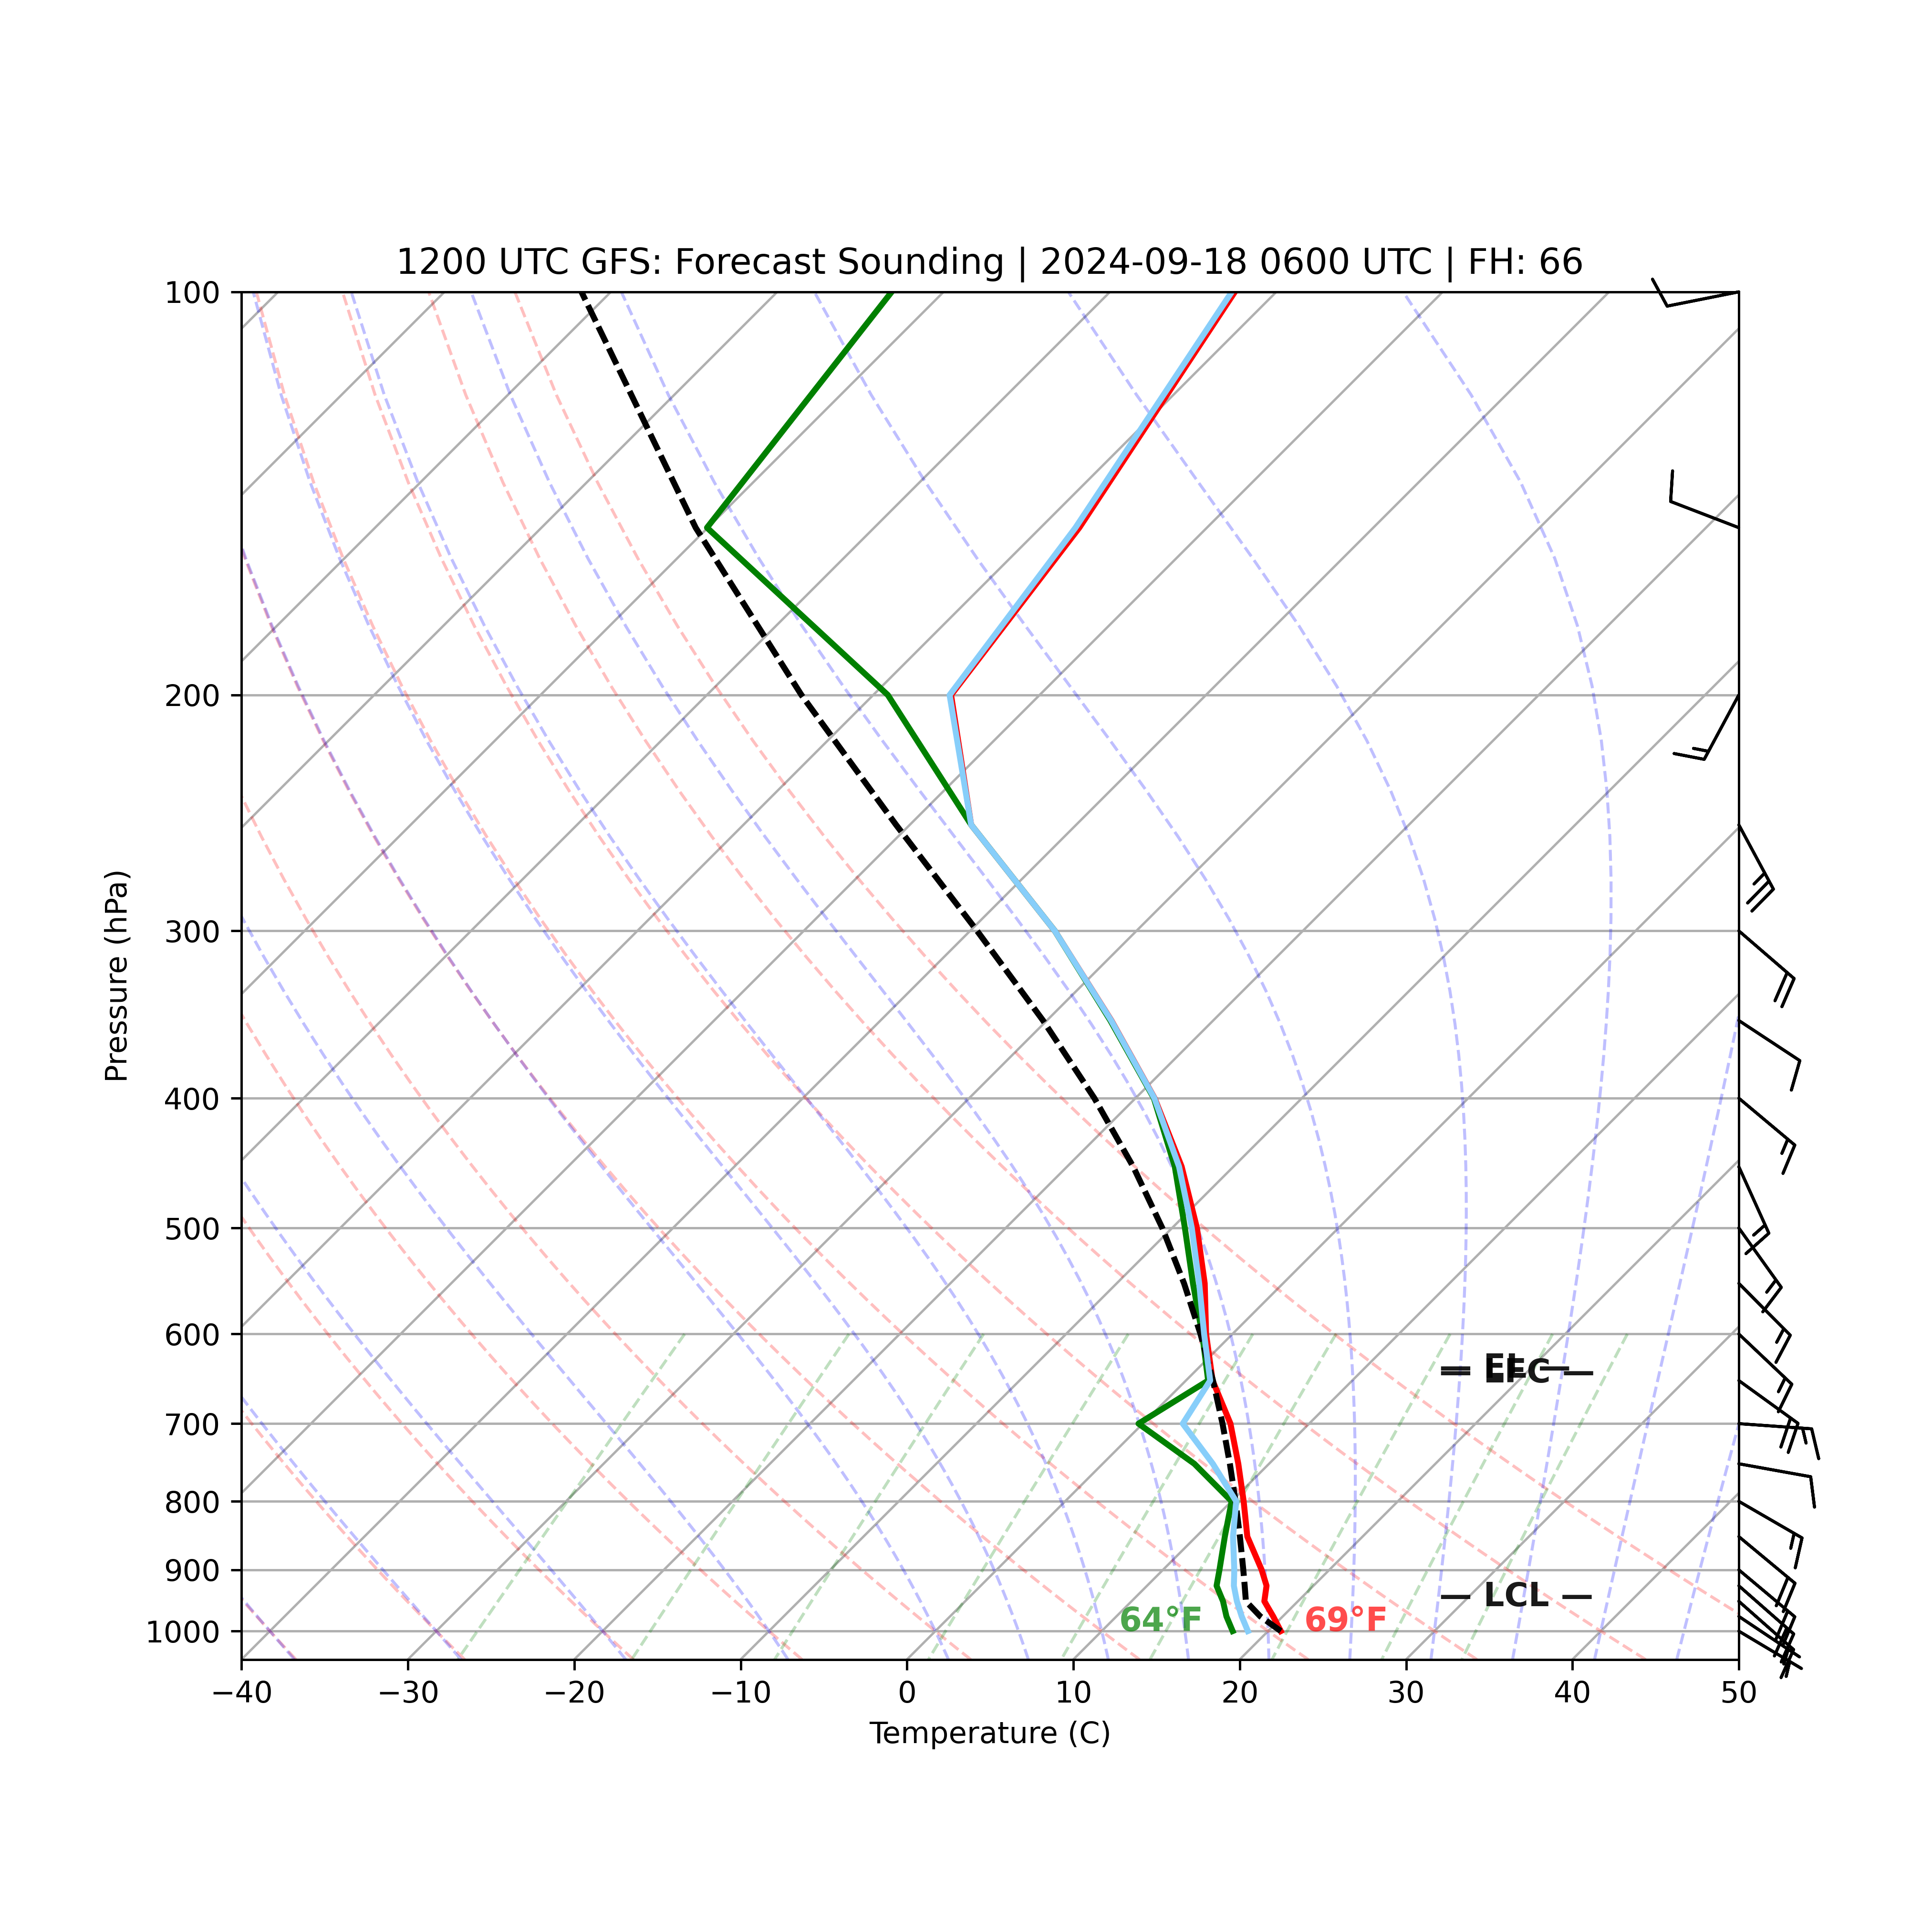 1200 UTC GFS: Forecast Sounding | 2024-09-18 0600 UTC | FH: 66
100
200
300
400
500
600
700
800
900
1000
Pressure (hPa)
— EL —
— LFC —
— LCL —
64°F
69°F
−40
−30
−20
−10
0
10
20
30
40
50
Temperature (C)